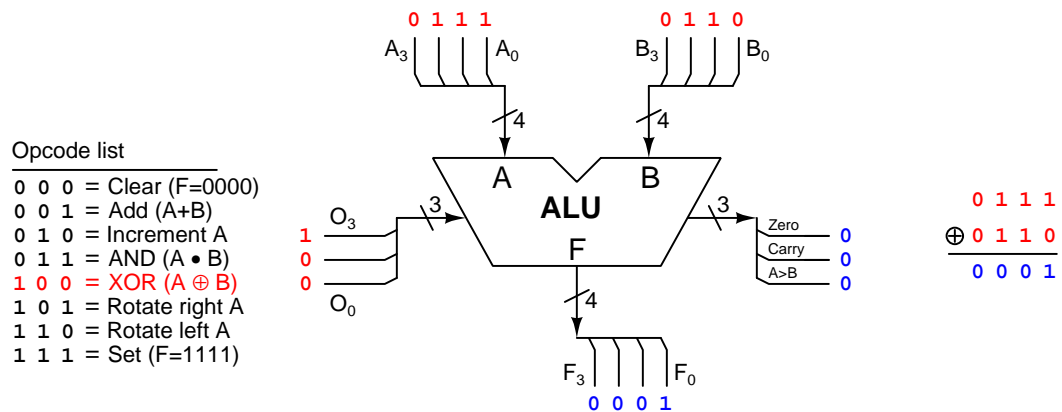 0 1 1 1
0 1 1 0
A3 A0
B3 B0
4
4
Opcode list
0 0 0 = Clear (F=0000)
0 0 1 = Add (A+B)
0 1 0 = Increment A
0 1 1 = AND (A • B)
1 0 0 = XOR (A ⊕ B)
1 0 1 = Rotate right A
1 1 0 = Rotate left A
1 1 1 = Set (F=1111)
O3
1
0
0
O0
3
A
B
ALU
F
3
Zero 0
Carry 0
A>B 0
4
F3 F0
0 0 0 1
0 1 1 1
⊕ 0 1 1 0
0 0 0 1